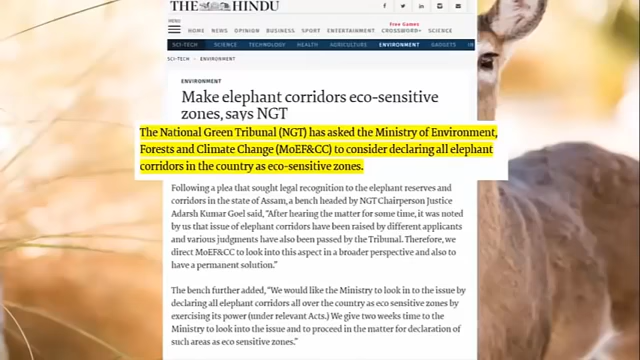 THE HINDU
MENU
HOME NEWS OPINION BUSINESS SPORT ENTERTAINMENT Free Games CROSSWORD+ SCIENCE
SCI-TECH SCIENCE TECHNOLOGY HEALTH AGRICULTURE ENVIRONMENT GADGETS
SCI-TECH ENVIRONMENT
ENVIRONMENT
Make elephant corridors eco-sensitive
zones, says NGT
The National Green Tribunal (NGT) has asked the Ministry of Environment,
Forests and Climate Change (MoEF&CC) to consider declaring all elephant
corridors in the country as eco-sensitive zones.
Following a plea that sought legal recognition to the elephant reserves and
corridors in the state of Assam, a bench headed by NGT Chairperson Justice
Adarsh Kumar Goel said, “After hearing the matter for some time, it was noted
by us that issue of elephant corridors have been raised by different applicants
and various judgments have also been passed by the Tribunal. Therefore, we
direct MoEF&CC to look into this aspect in a broader perspective and also to
have a permanent solution.”
The bench further added, “We would like the Ministry to look in to the issue by
declaring all elephant corridors all over the country as eco sensitive zones by
exercising its power (under relevant Acts.) We give two weeks time to the
Ministry to look into the issue and to proceed in the matter for declaration of
such areas as eco sensitive zones.”